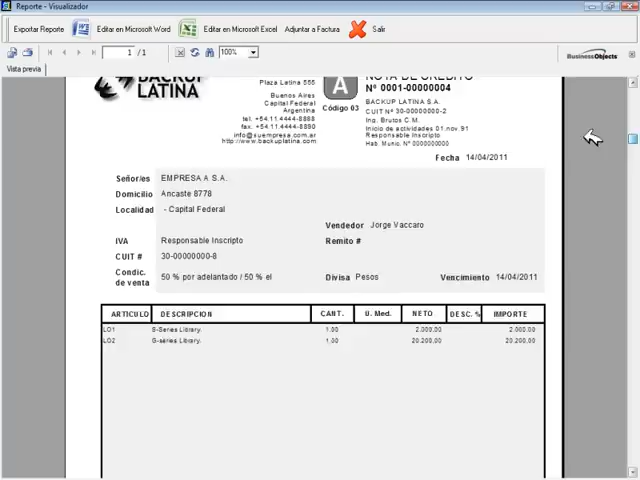 Reporte - Visualizador
Exportar Reporte Editar en Microsoft Word Editar en Microsoft Excel Adjuntar a Factura Salir
1 /1 100% BusinessObjects
Vista previa
BACKUP LATINA
Plaza Latina 555
Buenos Aires
Capital Federal
Argentina
tel. +54.11.4444-8888
fax. +54.11.4444-8880
info@suempresa.com.ar
http://www.backuplatina.com
A
Código 03
NOTA DE CREDITO
Nº 0001-00000004
BACKUP LATINA S.A.
CUIT Nº 30-00000000-2
Ing. Brutos C.M.
Inicio de actividades 01.nov.91
Responsable Inscripto
Hab. Munic. Nº 0000000000
Fecha 14/04/2011
Señor/es EMPRESA A S.A.
Domicilio Ancaste 8778
Localidad - Capital Federal
Vendedor Jorge Vaccaro
IVA Responsable Inscripto Remito #
CUIT # 30-00000000-8
Condic. de venta 50 % por adelantado / 50 % el Divisa Pesos Vencimiento 14/04/2011
ARTICULO DESCRIPCION CANT. U. Med. NETO DESC. % IMPORTE
LO1 S-Series Library. 1,00 2.000,00 2.000,00
LO2 G-series Library. 1,00 20.200,00 20.200,00